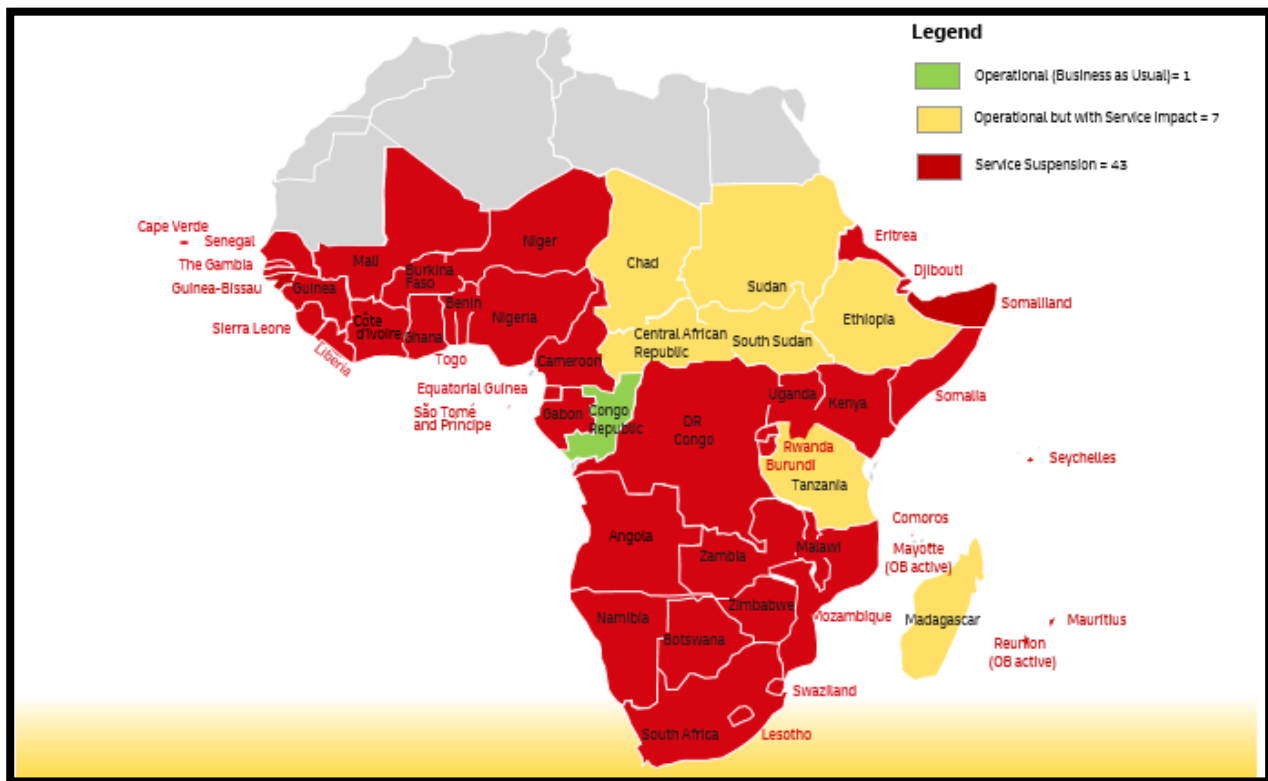 Legend
Operational (Business as Usual)= 1
Operational but with Service Impact = 7
Service Suspension = 43
Cape Verde
Senegal
The Gambia
Guinea-Bissau
Guinea
Sierra Leone
Liberia
Mali
Burkina
Faso
Côte
d'Ivoire
Ghana
Benin
Togo
Niger
Nigeria
Chad
Sudan
Eritrea
Djibouti
Somaliland
Ethiopia
Central African
Republic
South Sudan
Cameroon
Equatorial Guinea
São Tomé
and Principe
Gabon
Congo
Republic
DR
Congo
Uganda
Kenya
Somalia
Rwanda
Burundi
Tanzania
Seychelles
Comoros
Mayotte
(OB active)
Angola
Zambia
Malawi
Mozambique
Zimbabwe
Namibia
Botswana
Madagascar
Mauritius
Reunion
(OB active)
Swaziland
South Africa
Lesotho